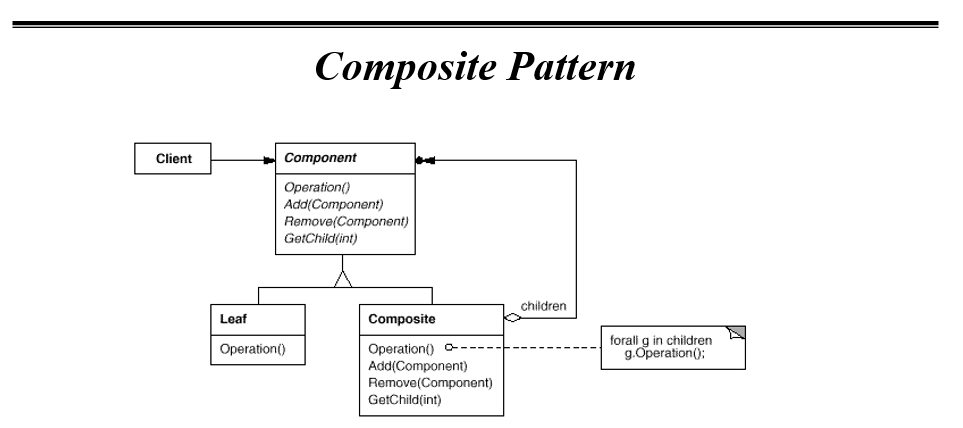 Composite Pattern
Client
Component
Operation()
Add(Component)
Remove(Component)
GetChild(int)
children
Leaf
Operation()
Composite
Operation()
Add(Component)
Remove(Component)
GetChild(int)
forall g in children
g.Operation();